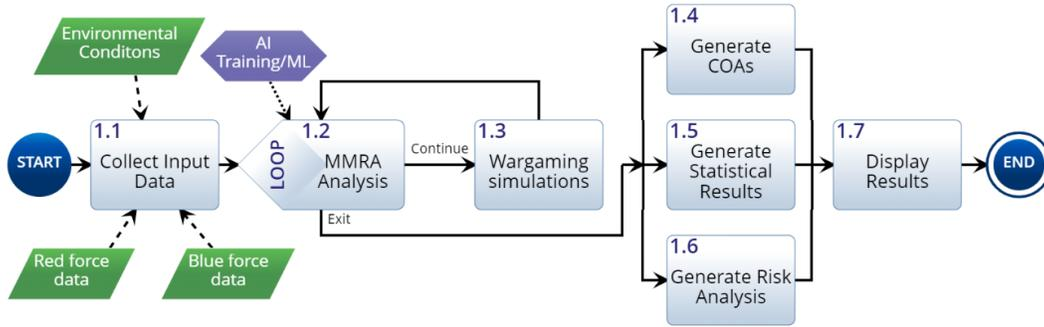 Environmental
Conditons
AI
Training/ML
START
1.1
Collect Input
Data
LOOP
1.2
MMRA
Analysis
Continue
Exit
1.3
Wargaming
simulations
Red force
data
Blue force
data
1.4
Generate
COAs
1.5
Generate
Statistical
Results
1.6
Generate Risk
Analysis
1.7
Display
Results
END